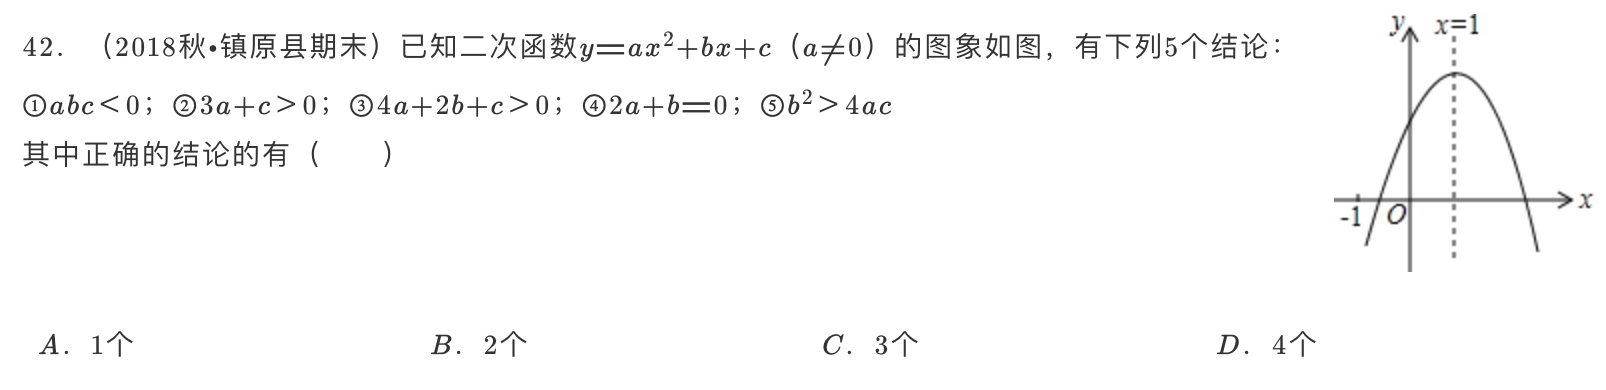 42. （2018秋•镇原县期末）已知二次函数y=ax²+bx+c（a≠0）的图象如图，有下列5个结论：
①abc<0；②3a+c>0；③4a+2b+c>0；④2a+b=0；⑤b²>4ac
其中正确的结论的有（　　）
y x=1
x
-1 O
A. 1个 B. 2个 C. 3个 D. 4个